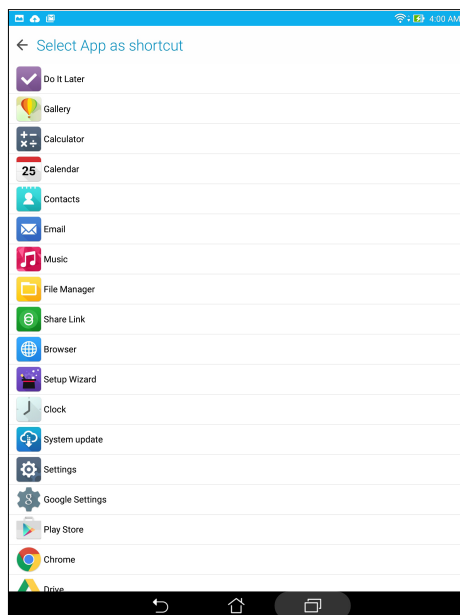 4:00 AM
Select App as shortcut
Do It Later
Gallery
Calculator
25 Calendar
Contacts
Email
Music
File Manager
Share Link
Browser
Setup Wizard
Clock
System update
Settings
8 Google Settings
Play Store
Chrome
Drive